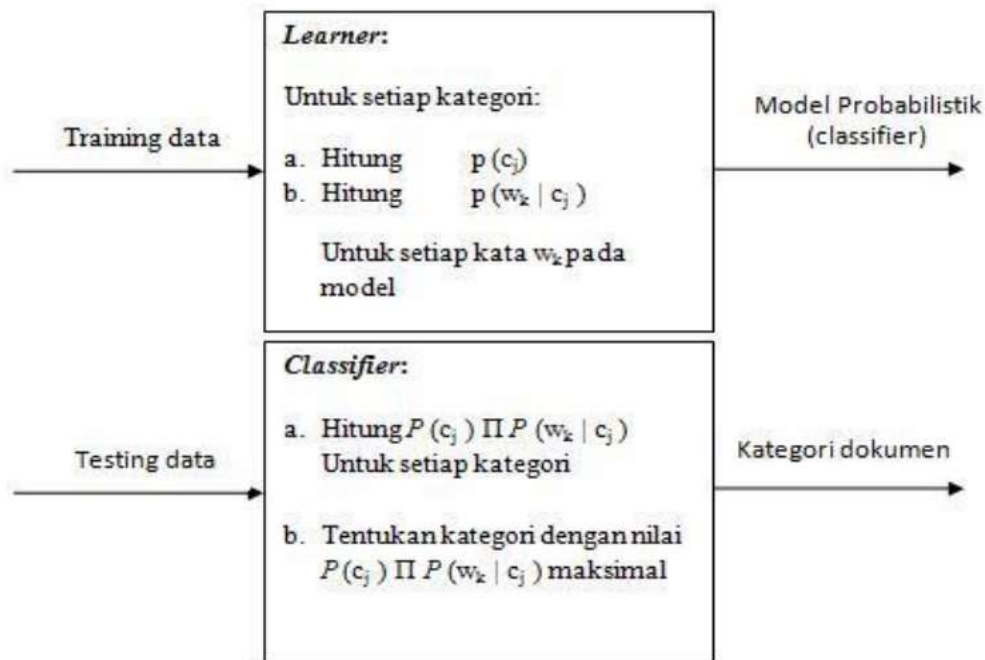 Learner:
Untuk setiap kategori:
Training data
a. Hitung p (cj)
b. Hitung p (wk | cj )
Untuk setiap kata wk pada
model
Model Probabilistik
(classifier)
Classifier:
Testing data
a. Hitung P (cj ) Π P (wk | cj )
Untuk setiap kategori
b. Tentukan kategori dengan nilai
P (cj ) Π P (wk | cj ) maksimal
Kategori dokumen